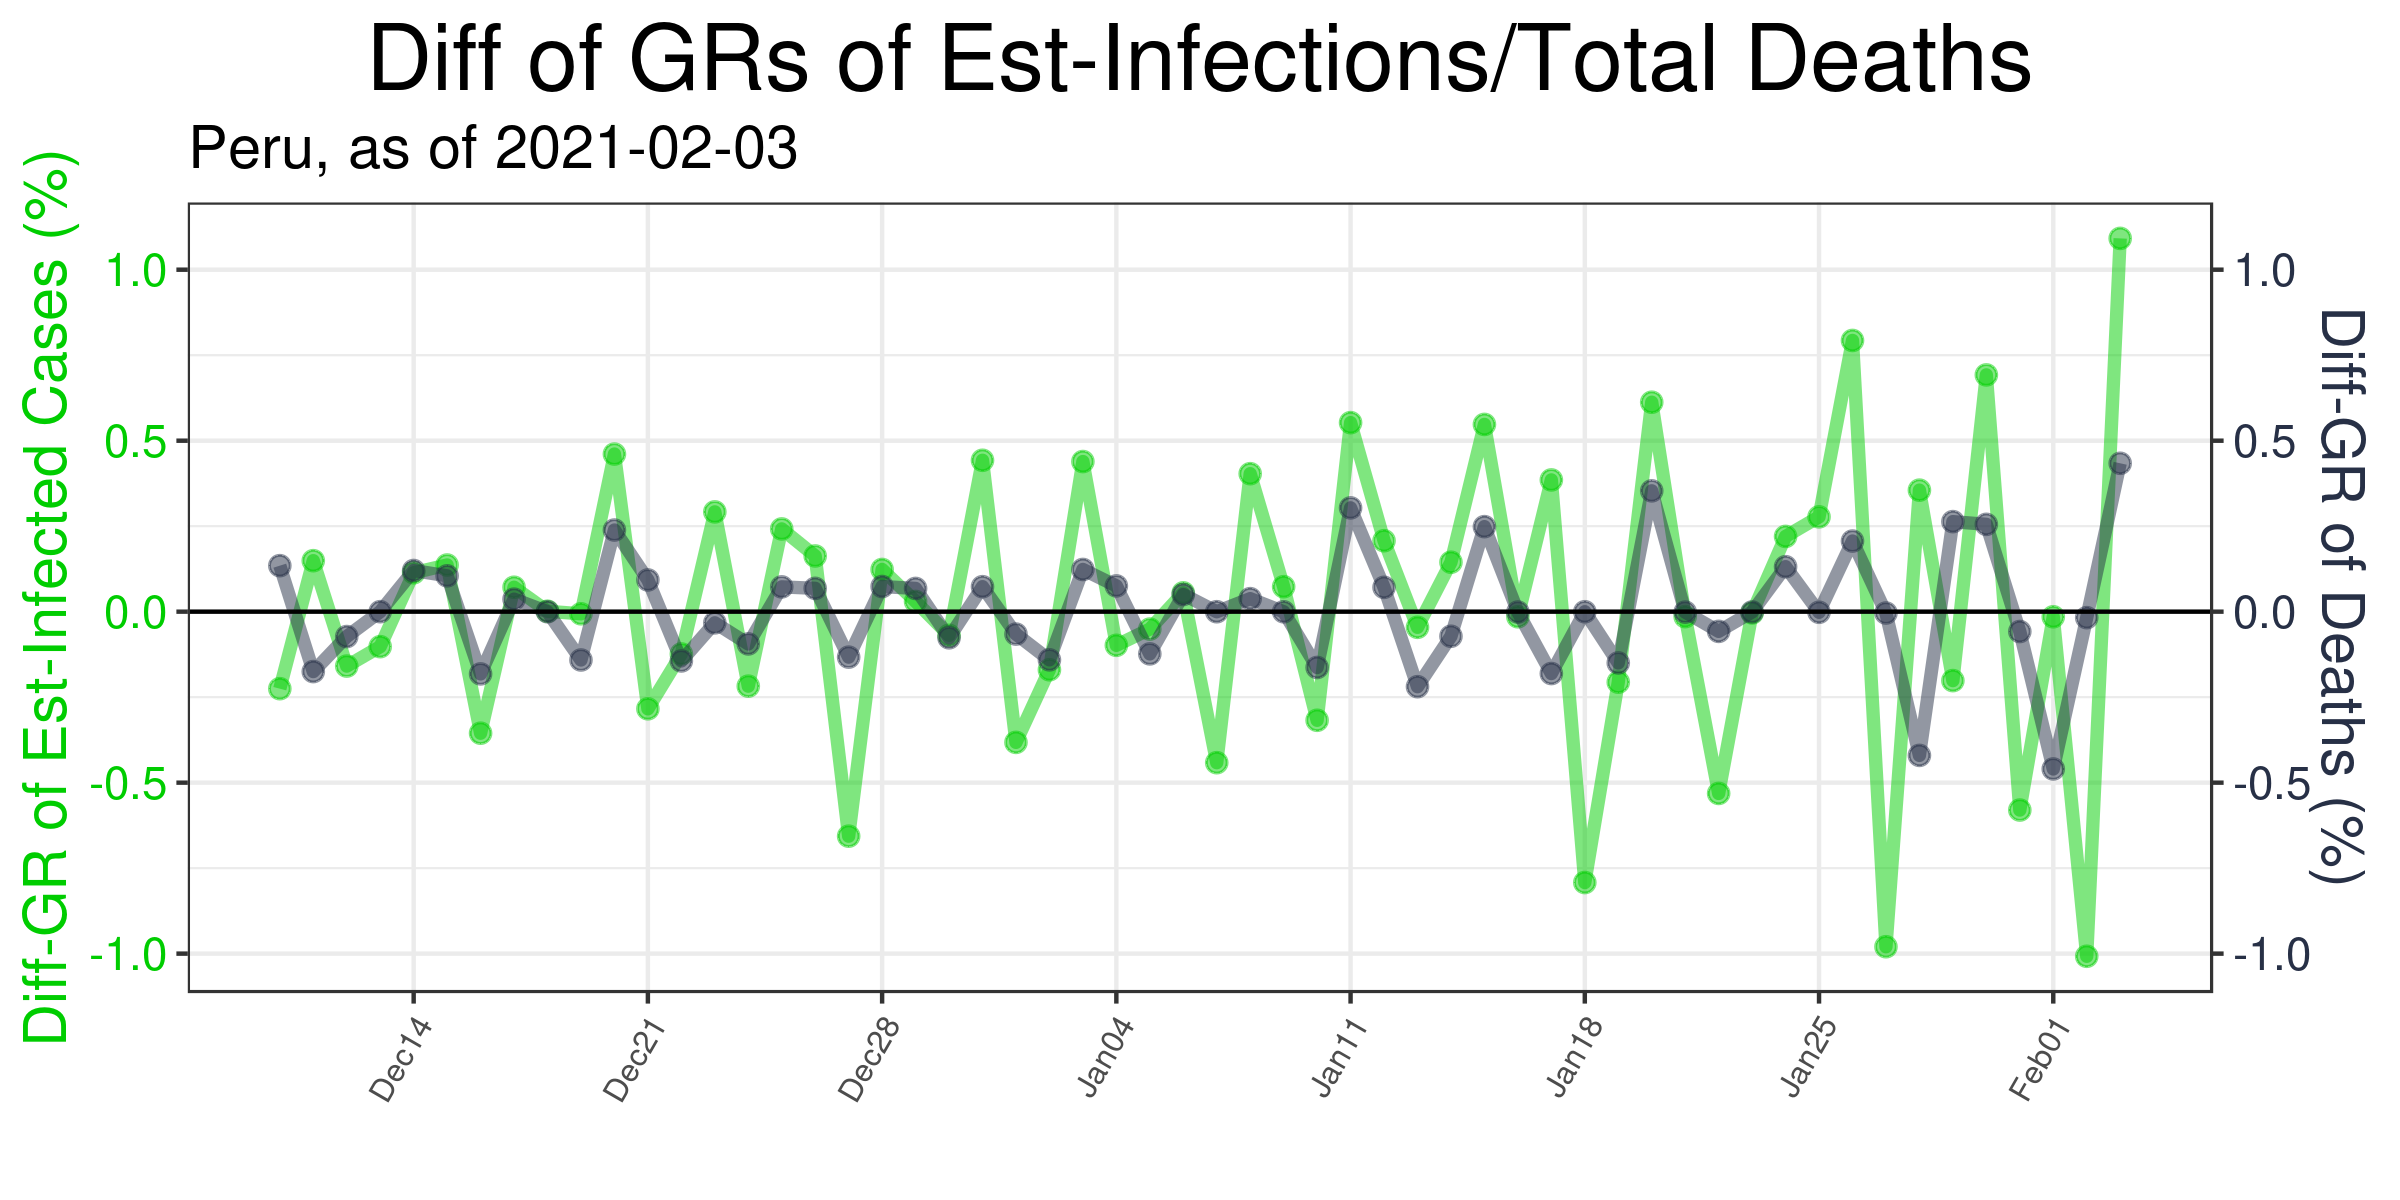 Diff of GRs of Est-Infections/Total Deaths
Peru, as of 2021-02-03
Diff-GR of Est-Infected Cases (%)
1.0
0.5
0.0
-0.5
-1.0
1.0
0.5
0.0
-0.5
-1.0
Diff-GR of Deaths (%)
Dec14
Dec21
Dec28
Jan04
Jan11
Jan18
Jan25
Feb01